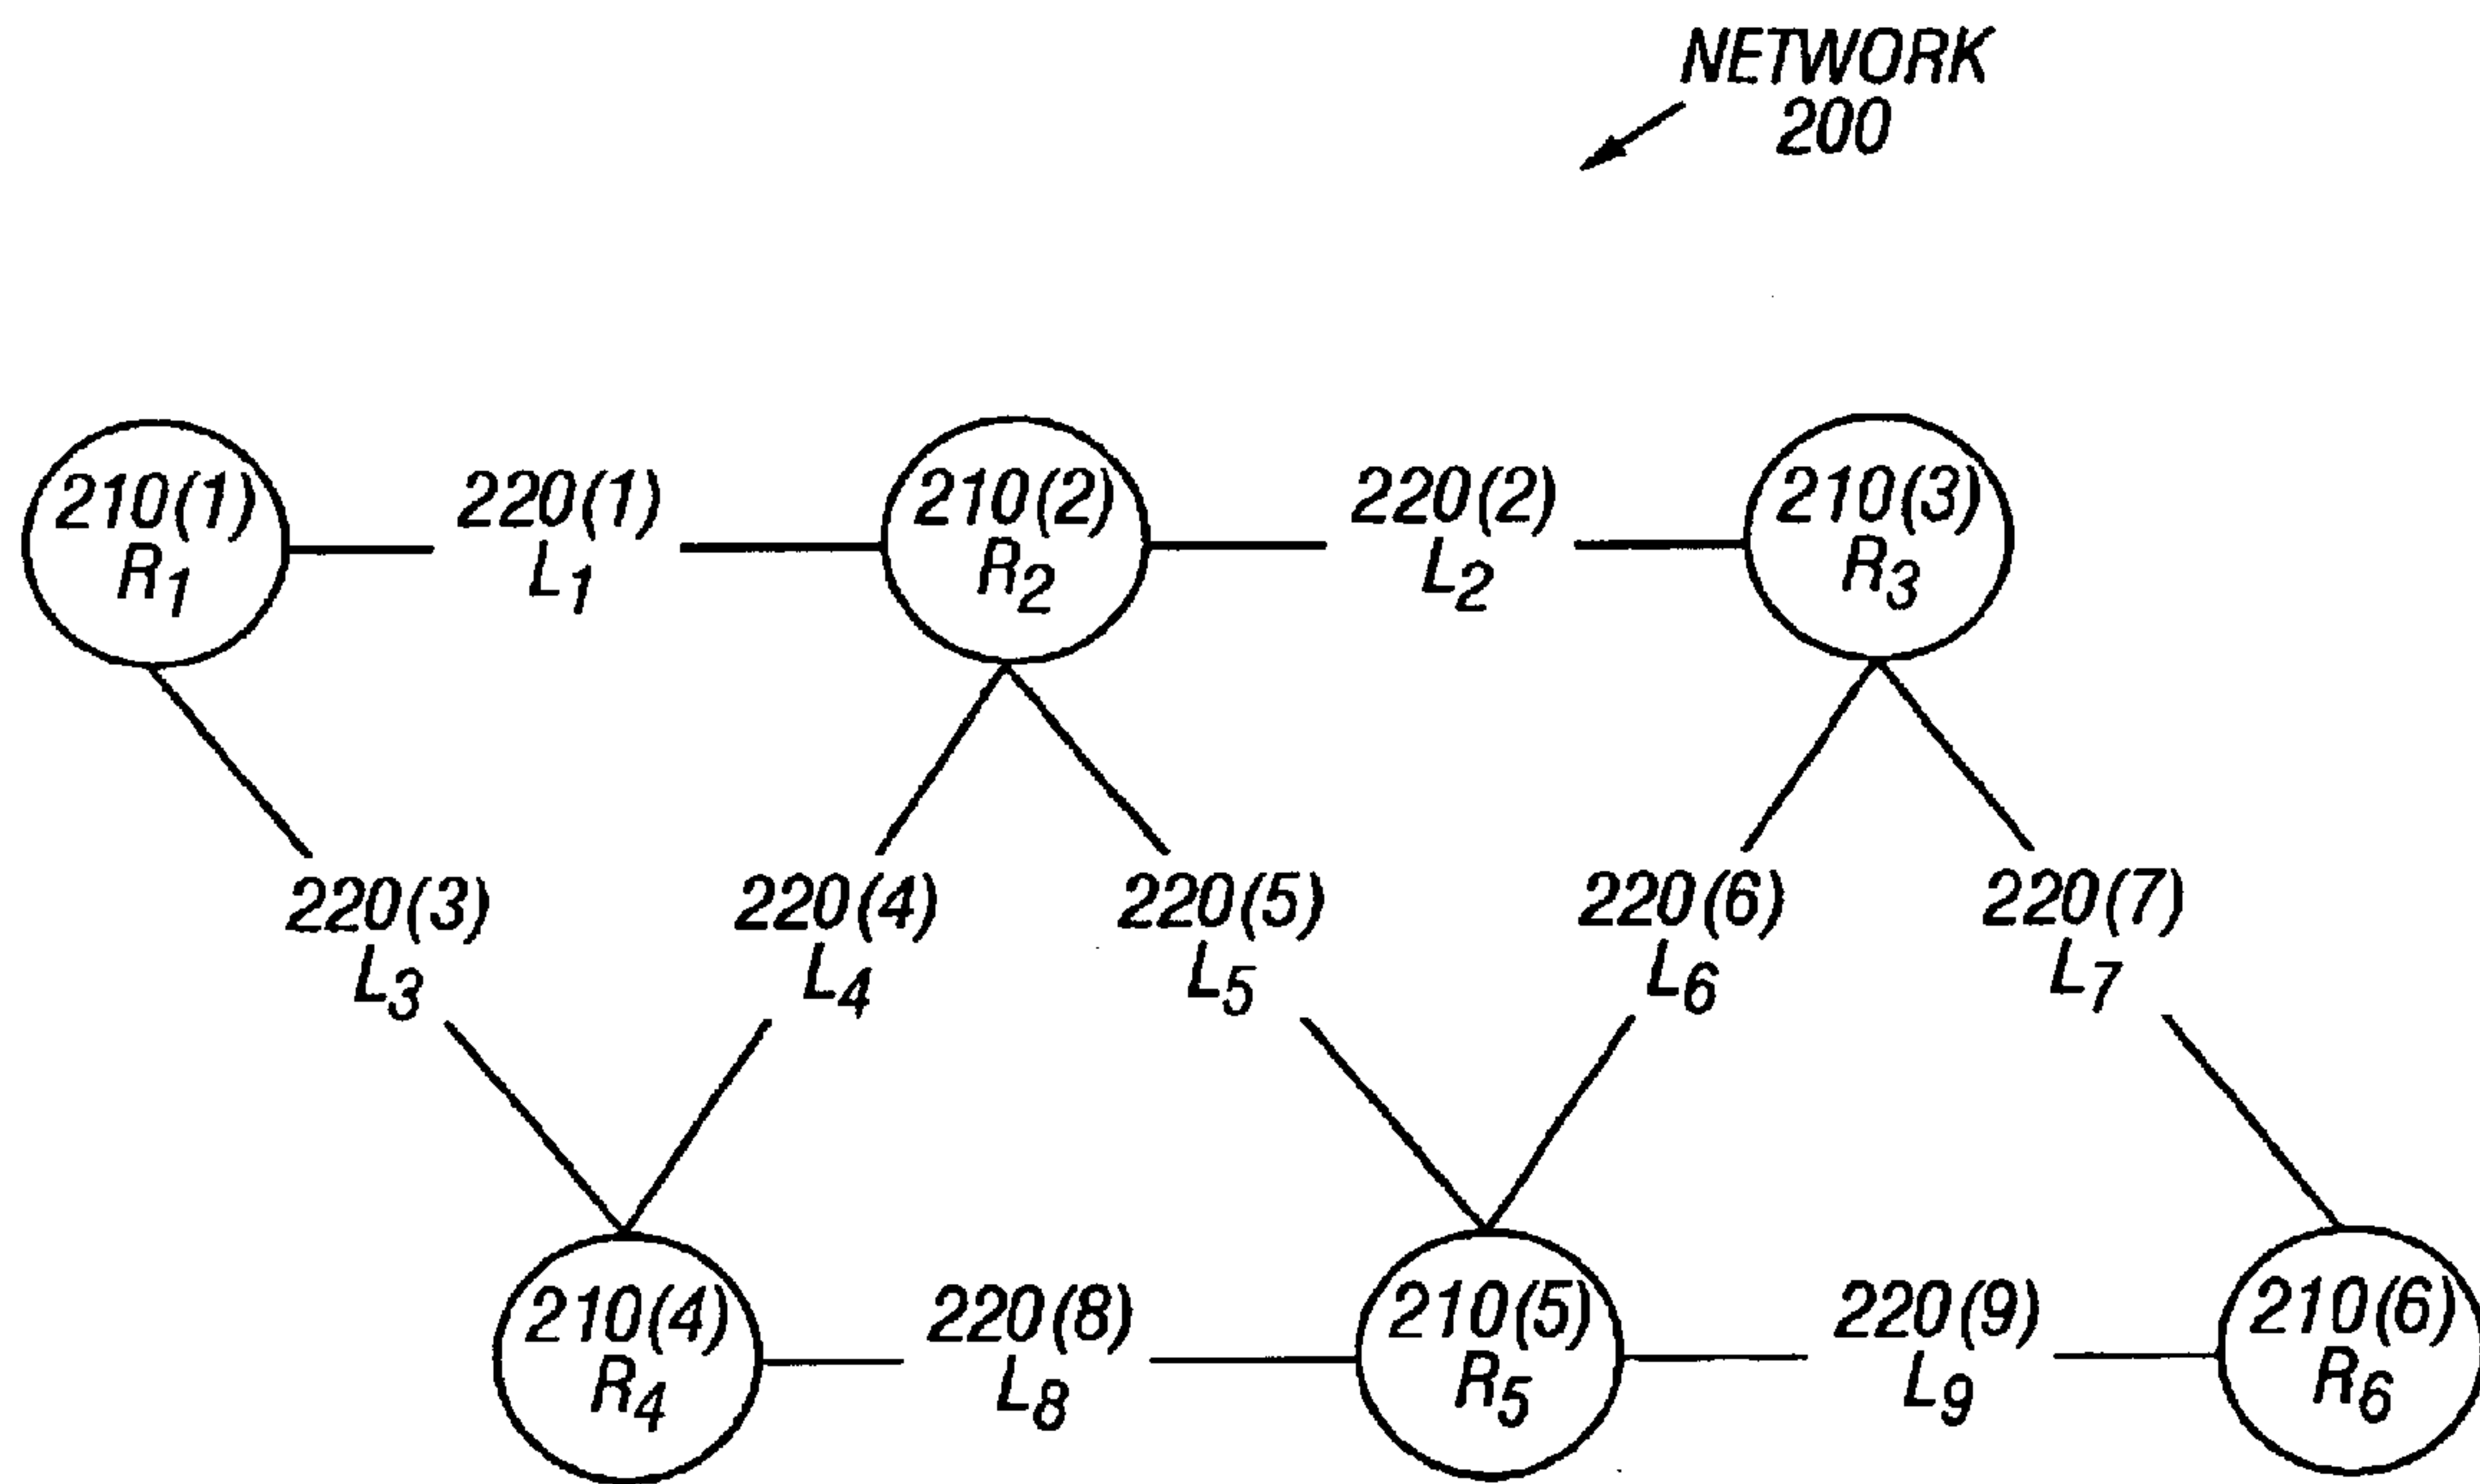 NETWORK
200
210(1)
R1
220(1)
L1
210(2)
R2
220(2)
L2
210(3)
R3
220(3)
L3
220(4)
L4
220(5)
L5
220(6)
L6
220(7)
L7
210(4)
R4
220(8)
L8
210(5)
R5
220(9)
L9
210(6)
R6